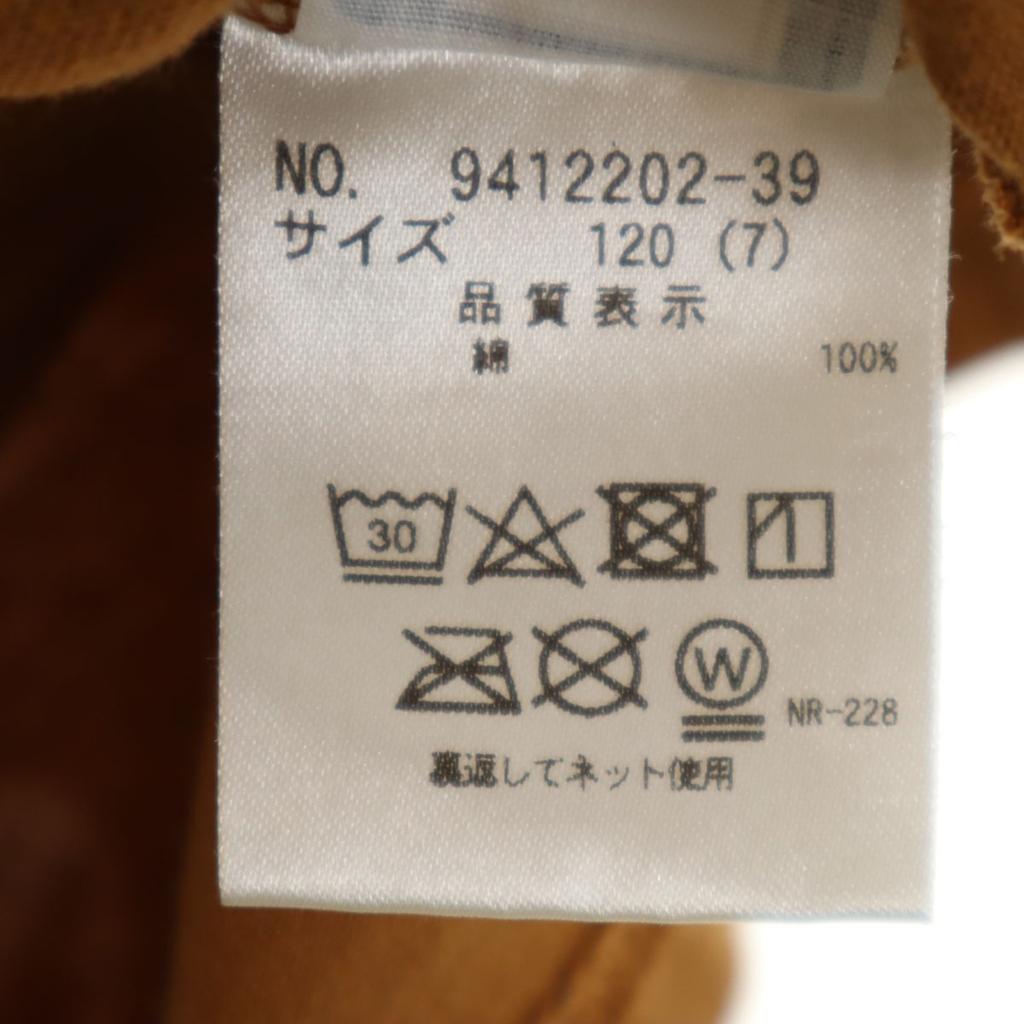 NO. 9412202-39
サイズ 120 (7)
品質表示
綿 100%
30
W NR-228
裏返してネット使用